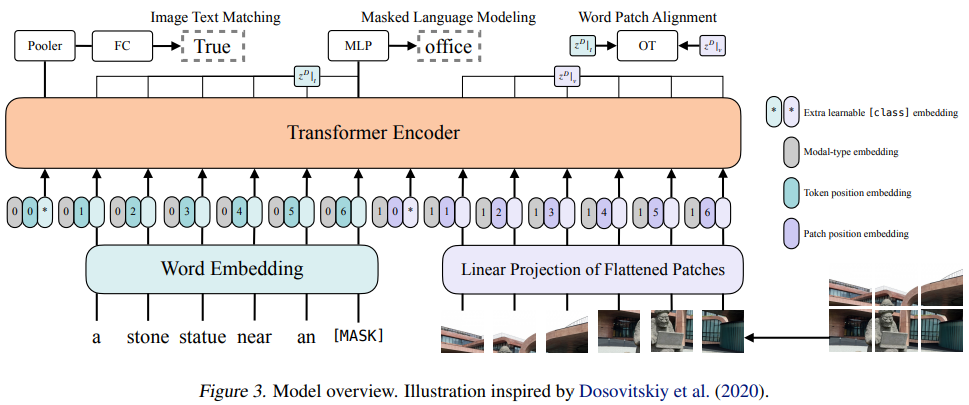 Image Text Matching Masked Language Modeling Word Patch Alignment
Pooler FC True MLP office zᴰ|ₜ OT zᴰ|ᵥ
zᴰ|ₜ zᴰ|ᵥ
Transformer Encoder
* * Extra learnable [class] embedding
Modal-type embedding
Token position embedding
Patch position embedding
0 0 * 0 1 0 2 0 3 0 4 0 5 0 6 1 0 * 1 1 1 2 1 3 1 4 1 5 1 6
Word Embedding Linear Projection of Flattened Patches
a stone statue near an [MASK]
Figure 3. Model overview. Illustration inspired by Dosovitskiy et al. (2020).